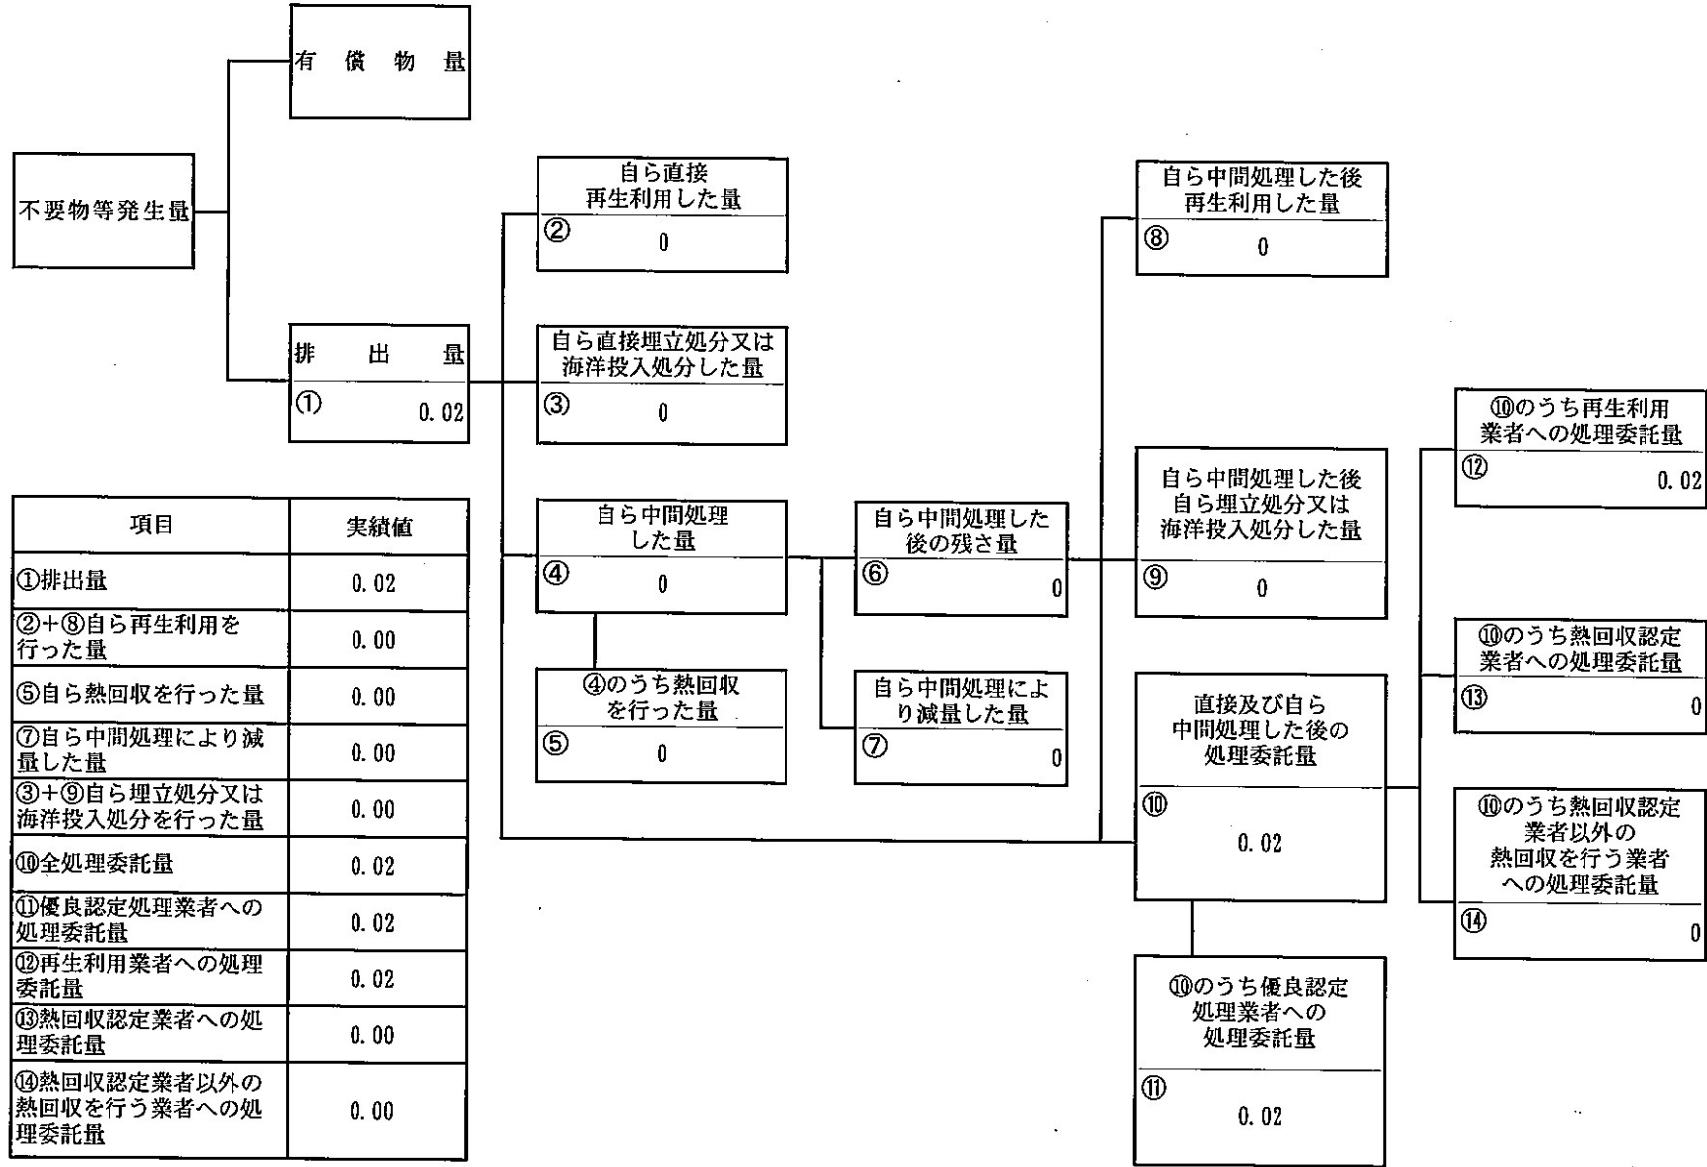 有償物量
不要物等発生量
排出量
① 0.02
自ら直接
再生利用した量
② 0
自ら直接埋立処分又は
海洋投入処分した量
③ 0
自ら中間処理
した量
④ 0
④のうち熱回収
を行った量
⑤ 0
自ら中間処理した
後の残さ量
⑥ 0
自ら中間処理によ
り減量した量
⑦ 0
自ら中間処理した後
再生利用した量
⑧ 0
自ら中間処理した後
自ら埋立処分又は
海洋投入処分した量
⑨ 0
直接及び自ら
中間処理した後の
処理委託量
⑩
0.02
⑩のうち優良認定
処理業者への
処理委託量
⑪
0.02
⑩のうち再生利用
業者への処理委託量
⑫ 0.02
⑩のうち熱回収認定
業者への処理委託量
⑬ 0
⑩のうち熱回収認定
業者以外の
熱回収を行う業者
への処理委託量
⑭ 0
項目 実績値
①排出量 0.02
②+⑧自ら再生利用を
行った量 0.00
⑤自ら熱回収を行った量 0.00
⑦自ら中間処理により減
量した量 0.00
③+⑨自ら埋立処分又は
海洋投入処分を行った量 0.00
⑩全処理委託量 0.02
⑪優良認定処理業者への
処理委託量 0.02
⑫再生利用業者への処理
委託量 0.02
⑬熱回収認定業者への処
理委託量 0.00
⑭熱回収認定業者以外の
熱回収を行う業者への処
理委託量 0.00